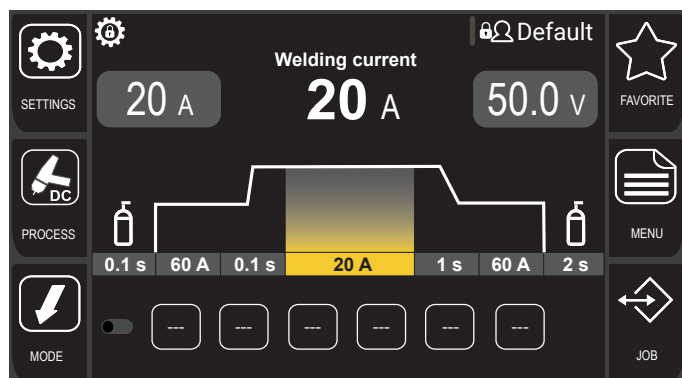 Default
Welding current
20 A
20 A
50.0 V
SETTINGS
FAVORITE
DC
PROCESS
MENU
0.1 s 60 A 0.1 s 20 A 1 s 60 A 2 s
--- --- --- --- --- ---
MODE
JOB